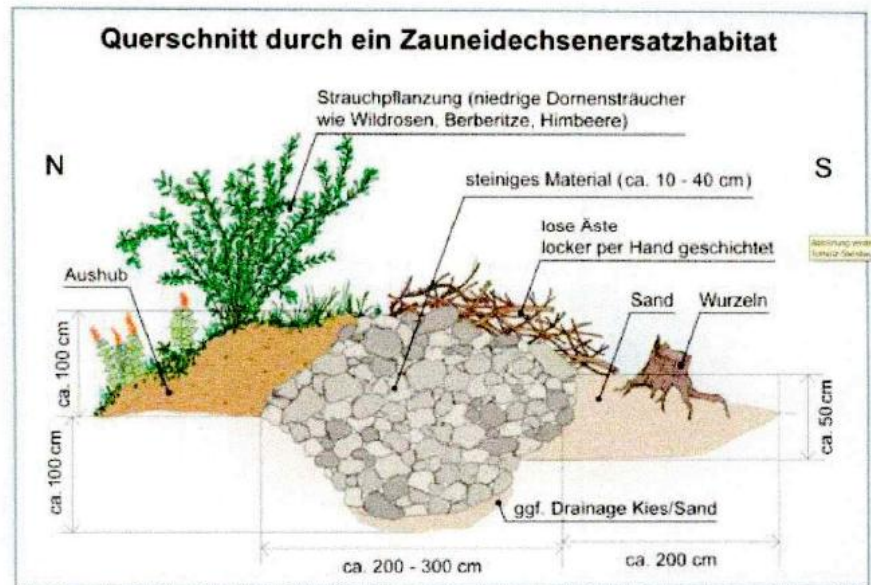 Querschnitt durch ein Zauneidechsenersatzhabitat
Strauchpflanzung (niedrige Dornensträucher
wie Wildrosen, Berberitze, Himbeere)
N
S
steiniges Material (ca. 10 - 40 cm)
lose Äste
locker per Hand geschichtet
Aushub
Sand
Wurzeln
ca. 100 cm
ca. 50 cm
ca. 100 cm
ggf. Drainage Kies/Sand
ca. 200 - 300 cm
ca. 200 cm